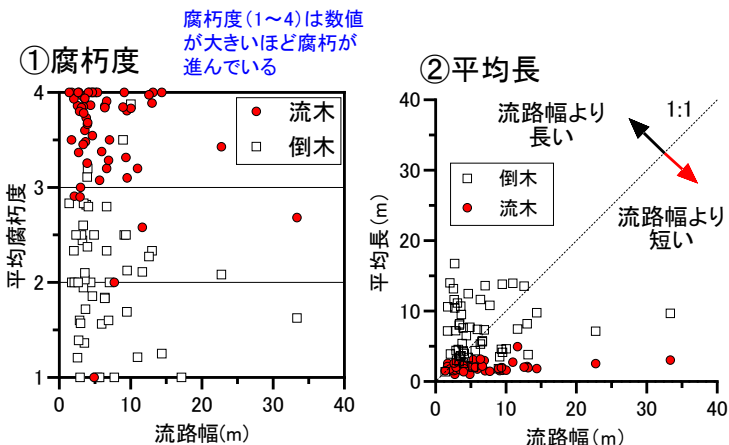 ①腐朽度
腐朽度(1～4)は数値
が大きいほど腐朽が
進んでいる
4
3
2
1
平均腐朽度
流木
倒木
0
10
20
30
40
流路幅(m)
②平均長
40
30
20
10
0
平均長(m)
流路幅より
長い
1:1
倒木
流木
流路幅より
短い
0
10
20
30
40
流路幅(m)